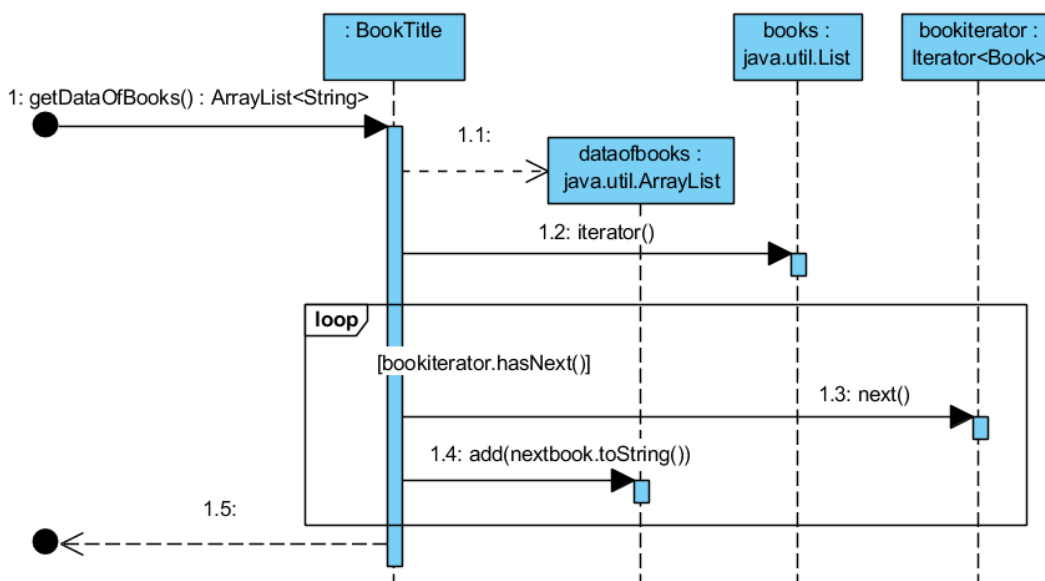 : BookTitle
books :
java.util.List
bookiterator :
Iterator<Book>
1: getDataOfBooks() : ArrayList<String>
1.1:
dataofbooks :
java.util.ArrayList
1.2: iterator()
loop
[bookiterator.hasNext()]
1.3: next()
1.4: add(nextbook.toString())
1.5: